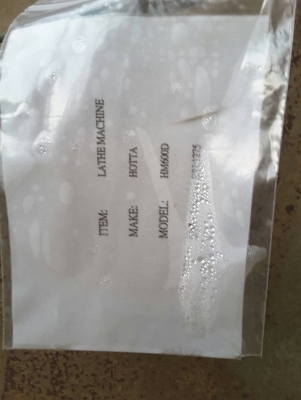 ITEM: LATHE MACHINE
MAKE: HOTTA
MODEL: HM600D